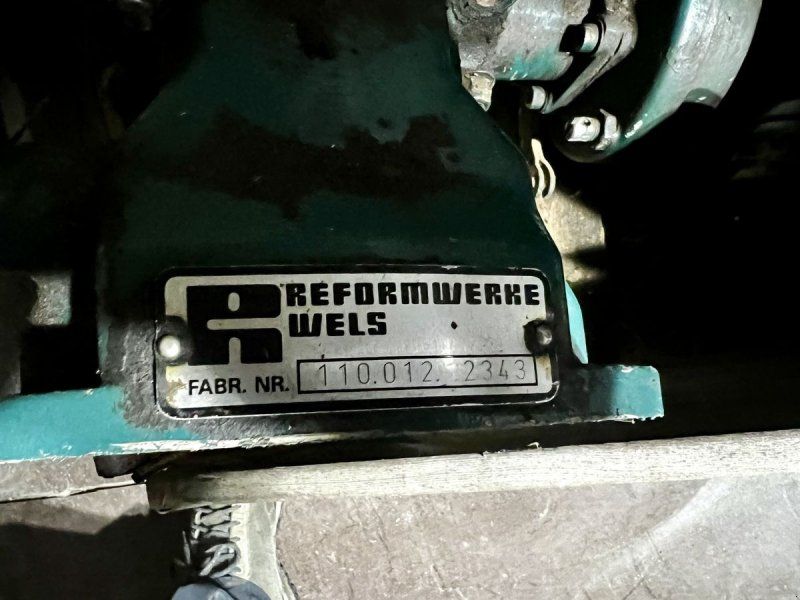 REFORMWERKE
WELS
FABR. NR. 110.012. 2343